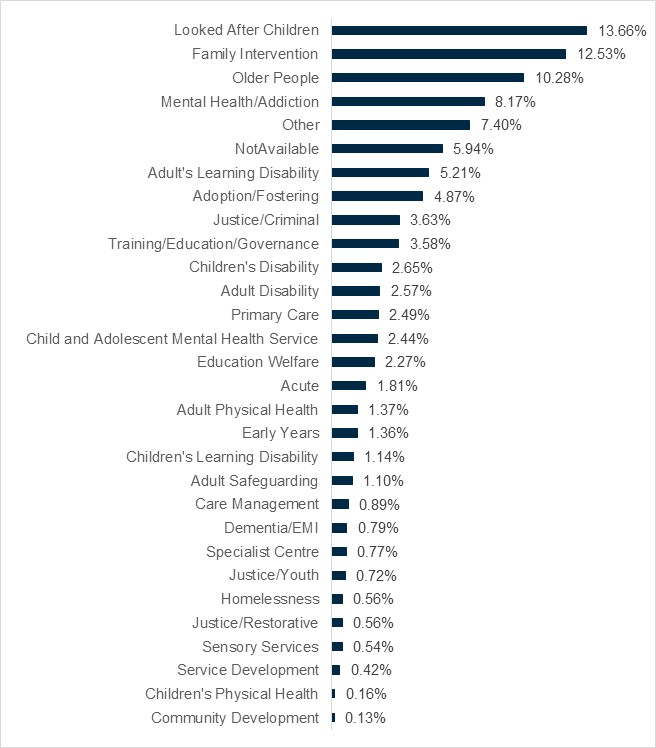 Looked After Children 13.66%
Family Intervention 12.53%
Older People 10.28%
Mental Health/Addiction 8.17%
Other 7.40%
NotAvailable 5.94%
Adult's Learning Disability 5.21%
Adoption/Fostering 4.87%
Justice/Criminal 3.63%
Training/Education/Governance 3.58%
Children's Disability 2.65%
Adult Disability 2.57%
Primary Care 2.49%
Child and Adolescent Mental Health Service 2.44%
Education Welfare 2.27%
Acute 1.81%
Adult Physical Health 1.37%
Early Years 1.36%
Children's Learning Disability 1.14%
Adult Safeguarding 1.10%
Care Management 0.89%
Dementia/EMI 0.79%
Specialist Centre 0.77%
Justice/Youth 0.72%
Homelessness 0.56%
Justice/Restorative 0.56%
Sensory Services 0.54%
Service Development 0.42%
Children's Physical Health 0.16%
Community Development 0.13%